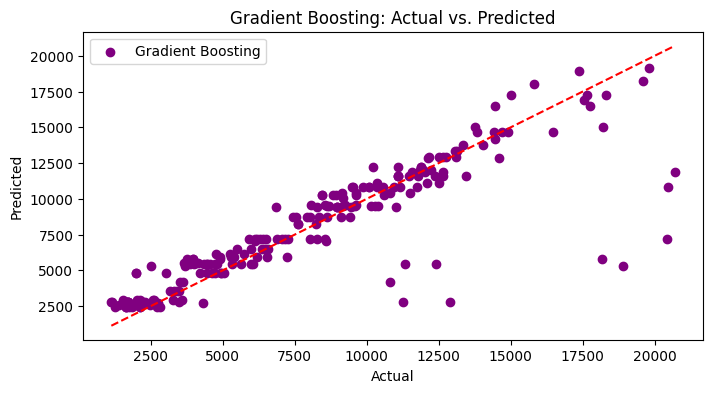 Gradient Boosting: Actual vs. Predicted
Gradient Boosting
20000
17500
15000
12500
10000
7500
5000
2500
Predicted
2500 5000 7500 10000 12500 15000 17500 20000
Actual